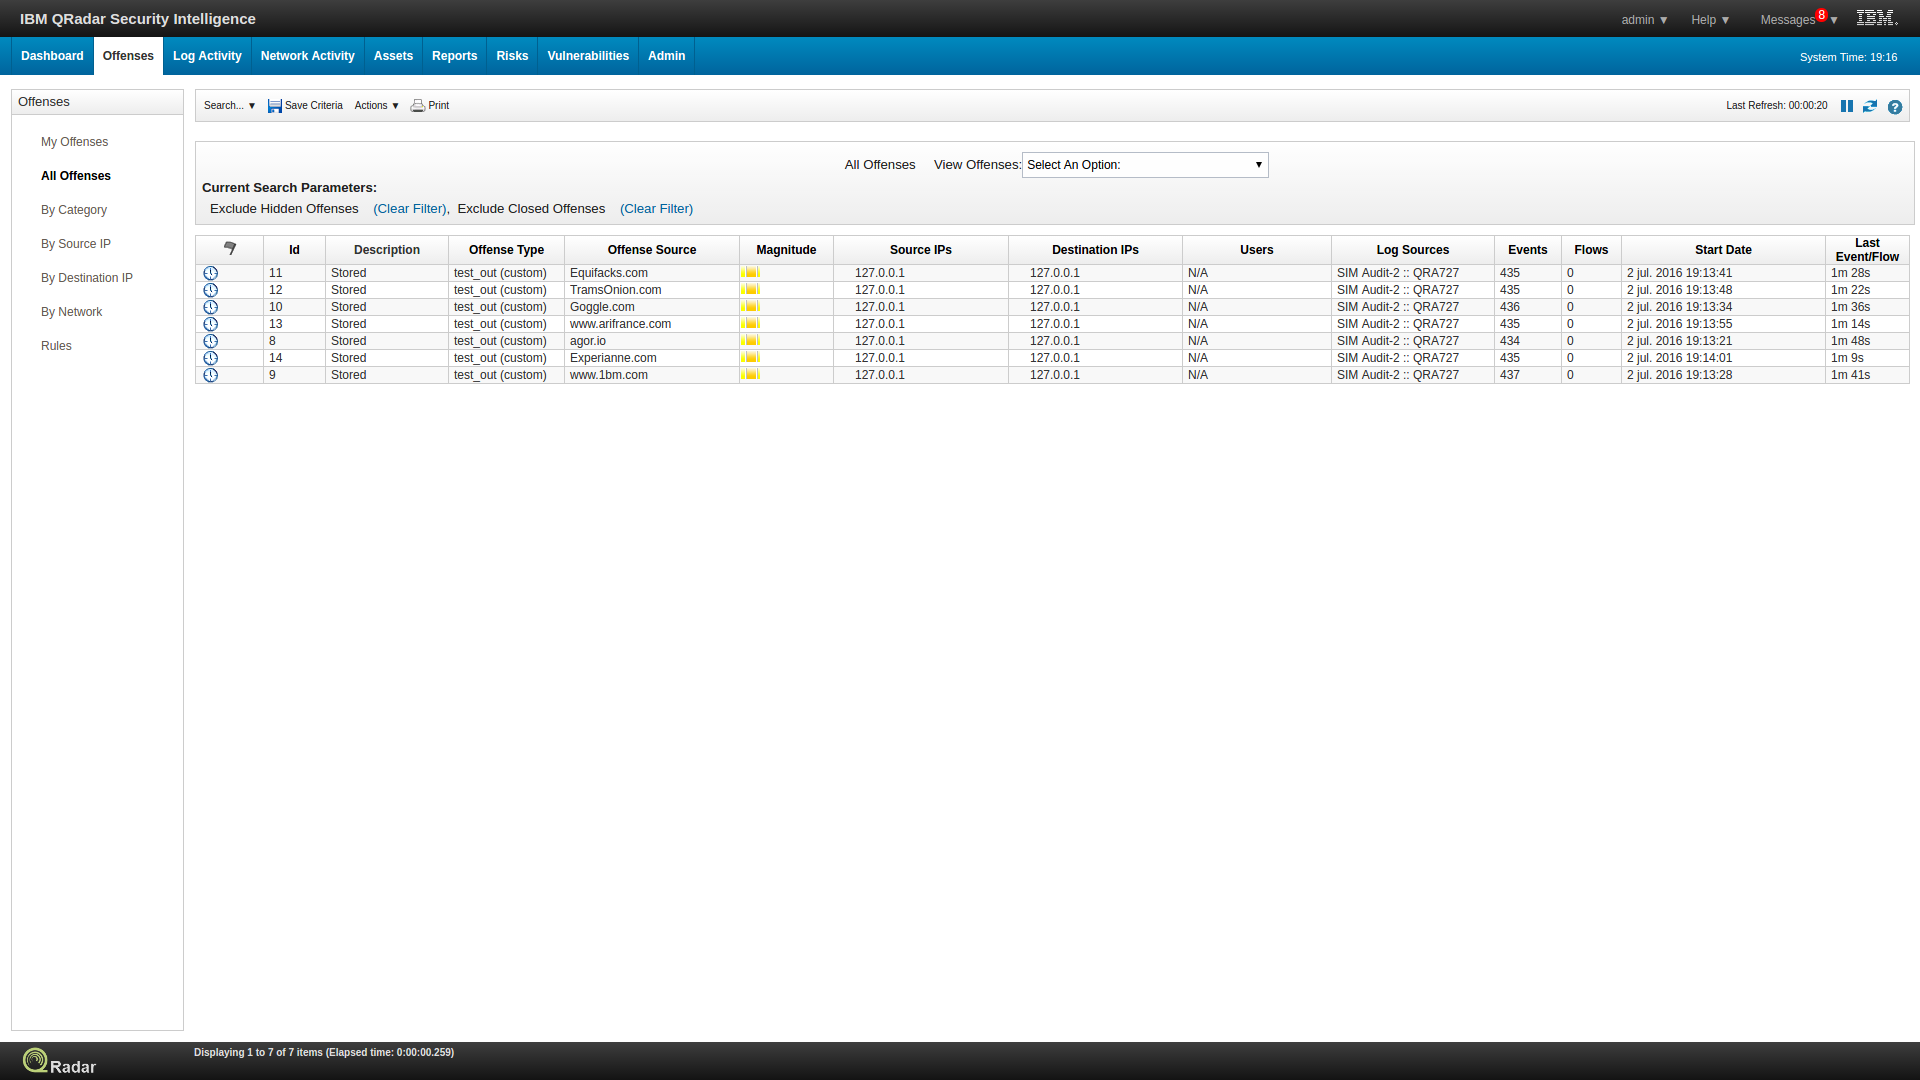 IBM QRadar Security Intelligence
admin ▼ Help ▼ Messages 8 ▼ IBM.
Dashboard Offenses Log Activity Network Activity Assets Reports Risks Vulnerabilities Admin System Time: 19:16
Offenses
My Offenses
All Offenses
By Category
By Source IP
By Destination IP
By Network
Rules
Search... ▼ Save Criteria Actions ▼ Print Last Refresh: 00:00:20 ?
All Offenses View Offenses: Select An Option: ▼
Current Search Parameters:
Exclude Hidden Offenses (Clear Filter), Exclude Closed Offenses (Clear Filter)
Id Description Offense Type Offense Source Magnitude Source IPs Destination IPs Users Log Sources Events Flows Start Date Last Event/Flow
11 Stored test_out (custom) Equifacks.com 127.0.0.1 127.0.0.1 N/A SIM Audit-2 :: QRA727 435 0 2 jul. 2016 19:13:41 1m 28s
12 Stored test_out (custom) TramsOnion.com 127.0.0.1 127.0.0.1 N/A SIM Audit-2 :: QRA727 435 0 2 jul. 2016 19:13:48 1m 22s
10 Stored test_out (custom) Goggle.com 127.0.0.1 127.0.0.1 N/A SIM Audit-2 :: QRA727 436 0 2 jul. 2016 19:13:34 1m 36s
13 Stored test_out (custom) www.arifrance.com 127.0.0.1 127.0.0.1 N/A SIM Audit-2 :: QRA727 435 0 2 jul. 2016 19:13:55 1m 14s
8 Stored test_out (custom) agor.io 127.0.0.1 127.0.0.1 N/A SIM Audit-2 :: QRA727 434 0 2 jul. 2016 19:13:21 1m 48s
14 Stored test_out (custom) Experianne.com 127.0.0.1 127.0.0.1 N/A SIM Audit-2 :: QRA727 435 0 2 jul. 2016 19:14:01 1m 9s
9 Stored test_out (custom) www.1bm.com 127.0.0.1 127.0.0.1 N/A SIM Audit-2 :: QRA727 437 0 2 jul. 2016 19:13:28 1m 41s
QRadar
Displaying 1 to 7 of 7 items (Elapsed time: 0:00:00.259)